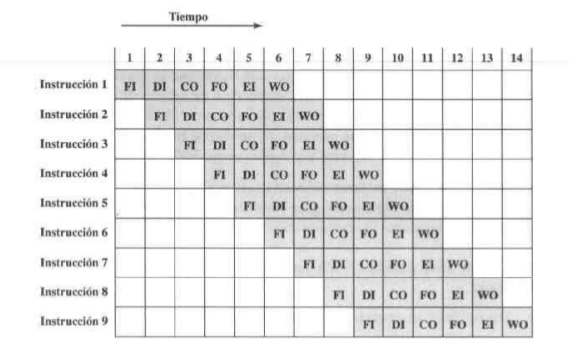 Tiempo
1 2 3 4 5 6 7 8 9 10 11 12 13 14
Instrucción 1 FI DI CO FO EI WO
Instrucción 2 FI DI CO FO EI WO
Instrucción 3 FI DI CO FO EI WO
Instrucción 4 FI DI CO FO EI WO
Instrucción 5 FI DI CO FO EI WO
Instrucción 6 FI DI CO FO EI WO
Instrucción 7 FI DI CO FO EI WO
Instrucción 8 FI DI CO FO EI WO
Instrucción 9 FI DI CO FO EI WO